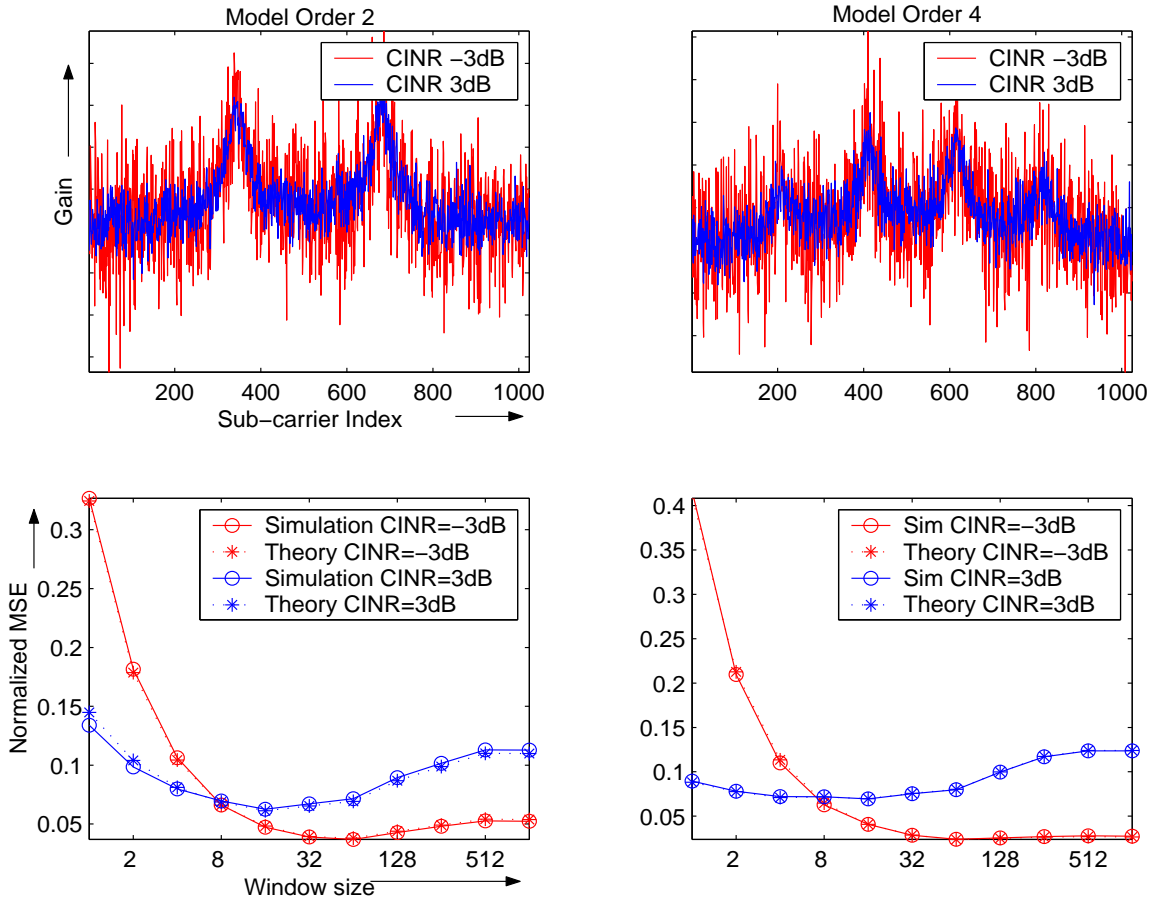 Model Order 2
CINR −3dB
CINR 3dB
Gain
200 400 600 800 1000
Sub−carrier Index
Model Order 4
CINR −3dB
CINR 3dB
200 400 600 800 1000
Normalized MSE
0.3
0.25
0.2
0.15
0.1
0.05
Simulation CINR=−3dB
Theory CINR=−3dB
Simulation CINR=3dB
Theory CINR=3dB
2 8 32 128 512
Window size
0.4
0.35
0.3
0.25
0.2
0.15
0.1
0.05
Sim CINR=−3dB
Theory CINR=−3dB
Sim CINR=3dB
Theory CINR=3dB
2 8 32 128 512